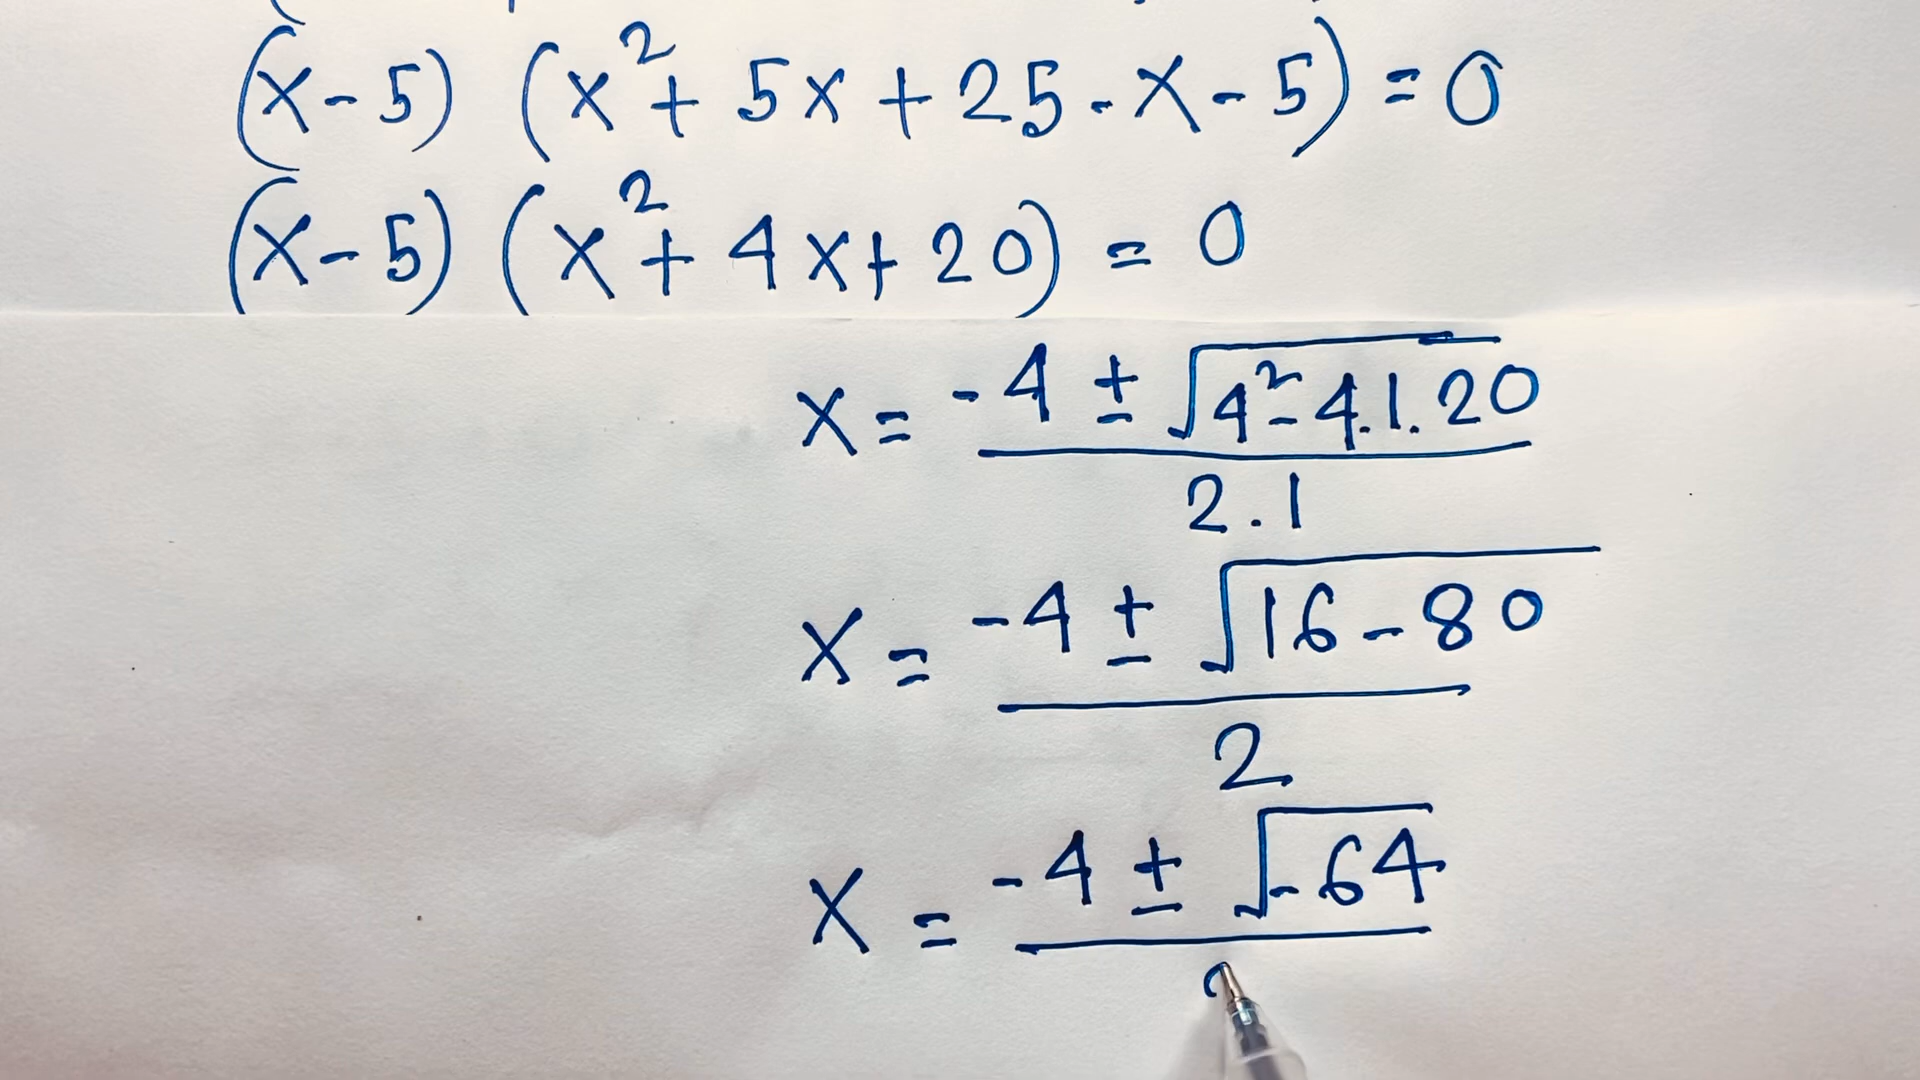 (x-5) (x²+5x+25-x-5)=0
(x-5) (x²+4x+20)=0
x = -4 ± √4²-4.1.20
2.1
x = -4 ± √16-80
2
x = -4 ± √-64